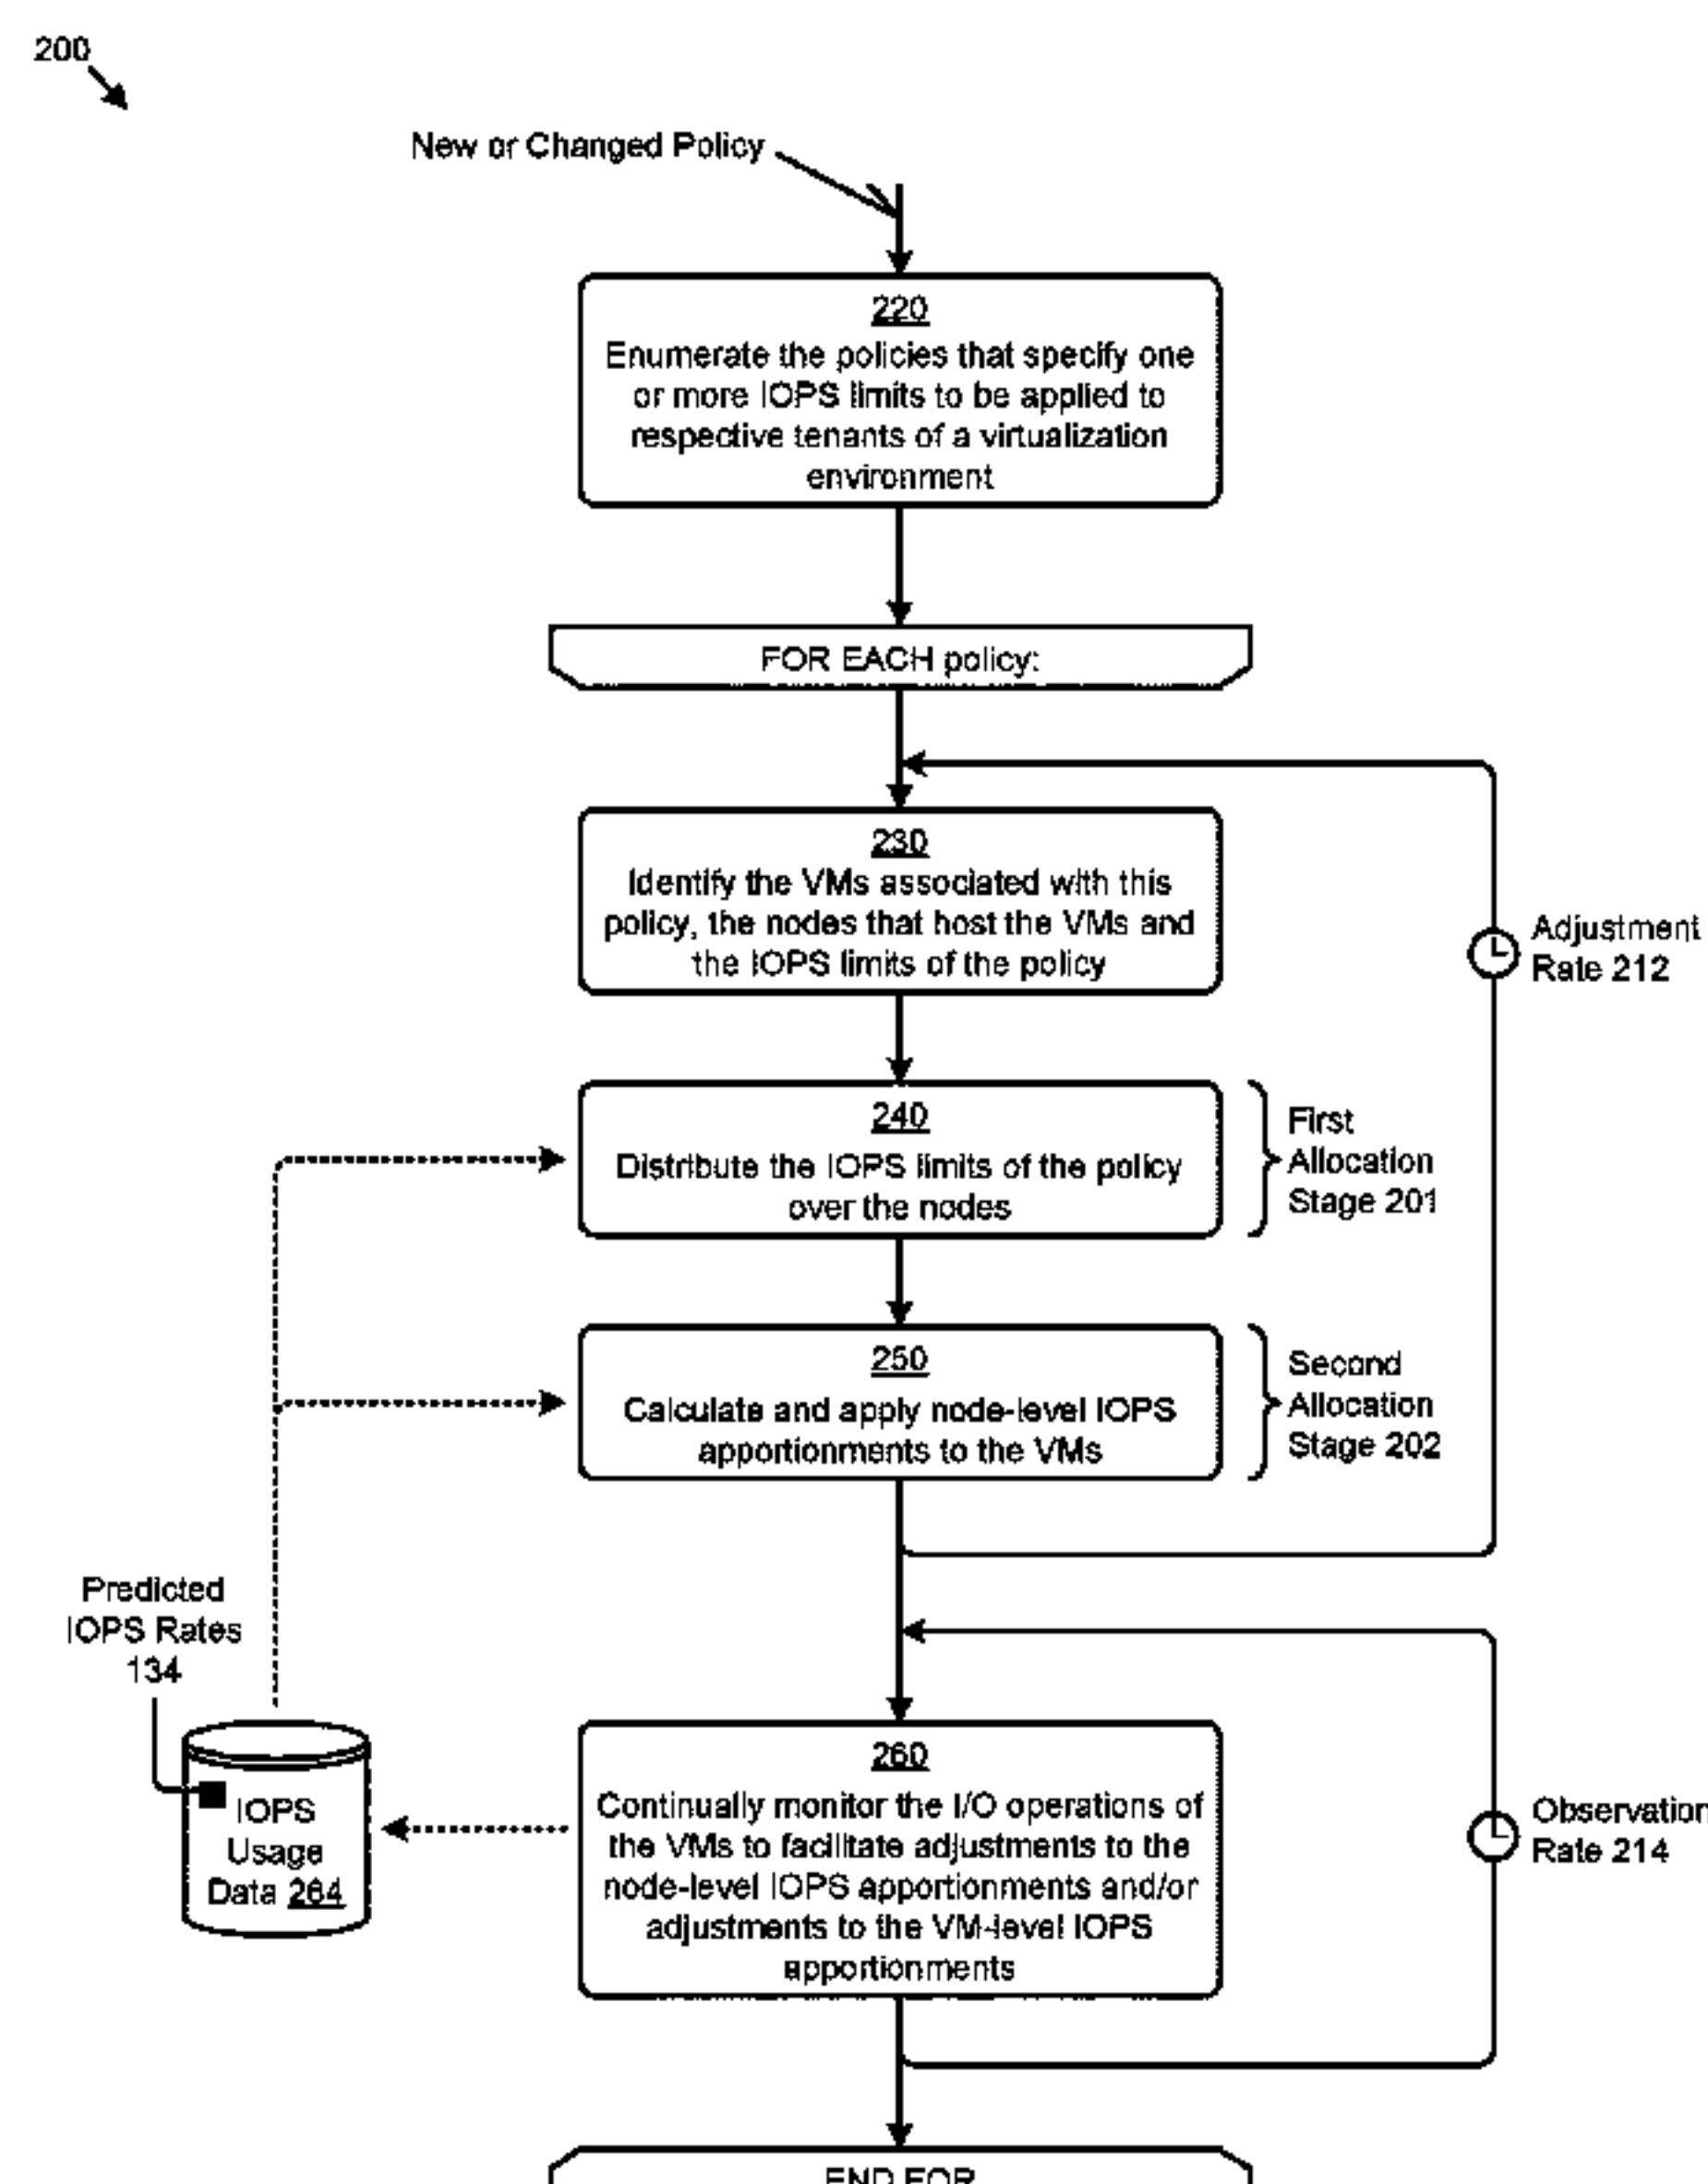 200
New or Changed Policy
220
Enumerate the policies that specify one
or more IOPS limits to be applied to
respective tenants of a virtualization
environment
FOR EACH policy:
230
Identify the VMs associated with this
policy, the nodes that host the VMs and
the IOPS limits of the policy
Adjustment
Rate 212
240
Distribute the IOPS limits of the policy
over the nodes
First
Allocation
Stage 201
250
Calculate and apply node-level IOPS
apportionments to the VMs
Second
Allocation
Stage 202
Predicted
IOPS Rates
134
IOPS
Usage
Data 264
260
Continually monitor the I/O operations of
the VMs to facilitate adjustments to the
node-level IOPS apportionments and/or
adjustments to the VM-level IOPS
apportionments
Observation
Rate 214
END FOR